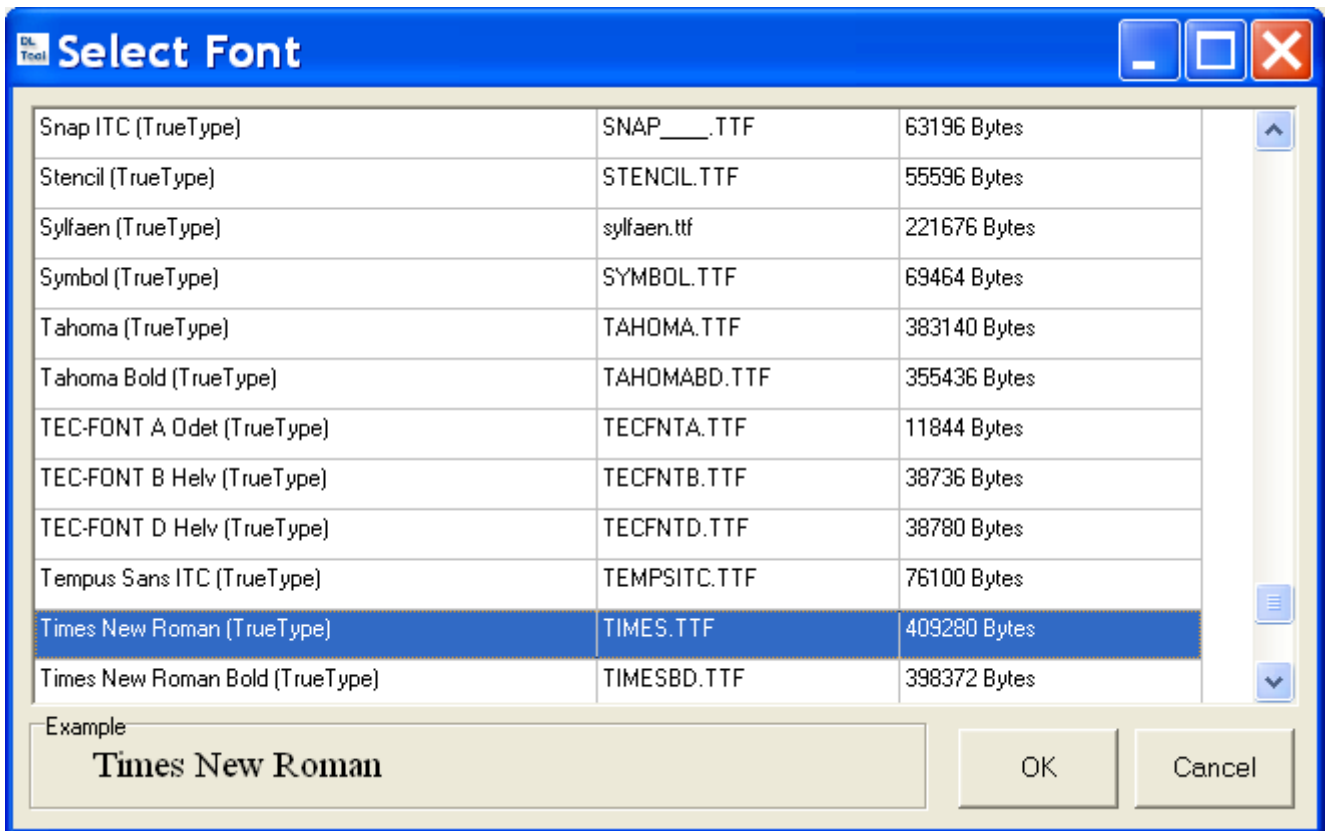 DL Tool Select Font
Snap ITC (TrueType) SNAP____.TTF 63196 Bytes
Stencil (TrueType) STENCIL.TTF 55596 Bytes
Sylfaen (TrueType) sylfaen.ttf 221676 Bytes
Symbol (TrueType) SYMBOL.TTF 69464 Bytes
Tahoma (TrueType) TAHOMA.TTF 383140 Bytes
Tahoma Bold (TrueType) TAHOMABD.TTF 355436 Bytes
TEC-FONT A Odet (TrueType) TECFNTA.TTF 11844 Bytes
TEC-FONT B Helv (TrueType) TECFNTB.TTF 38736 Bytes
TEC-FONT D Helv (TrueType) TECFNTD.TTF 38780 Bytes
Tempus Sans ITC (TrueType) TEMPSITC.TTF 76100 Bytes
Times New Roman (TrueType) TIMES.TTF 409280 Bytes
Times New Roman Bold (TrueType) TIMESBD.TTF 398372 Bytes
Example
Times New Roman OK Cancel